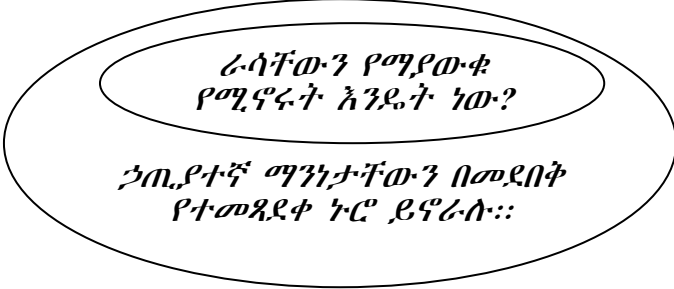 ራሳቸውን የማያውቁ
የሚኖሩት እንዴት ነው?
ኃጢያተኛ ማንነታቸውን በመደበቅ
የተመጻደቀ ኑሮ ይኖራሉ።